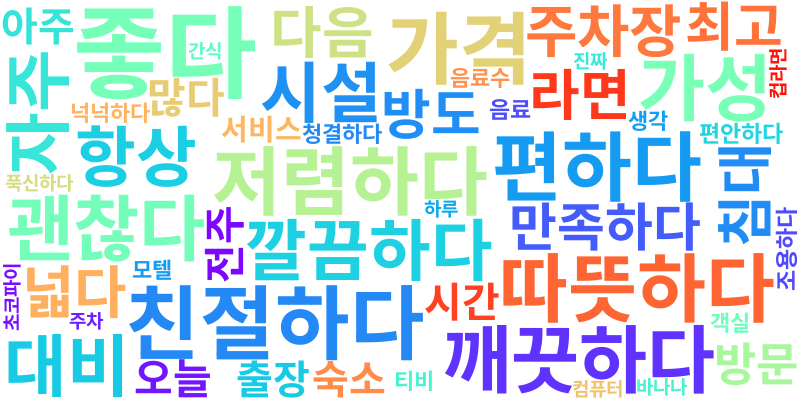 아주
좋다
간식
다음
가격
주차장
최고
자주
많다
넉넉하다
시설
방도
음료수
음료
진짜
라면
가성
컵라면
항상
서비스
청결하다
생각
편안하다
푹신하다
저렴하다
편하다
침대
괜찮다
전주
깔끔하다
하루
만족하다
조용하다
초코파이
넓다
모텔
주차
친절하다
시간
따뜻하다
객실
대비
오늘
출장
숙소
티비
깨끗하다
컴퓨터
바나나
방문